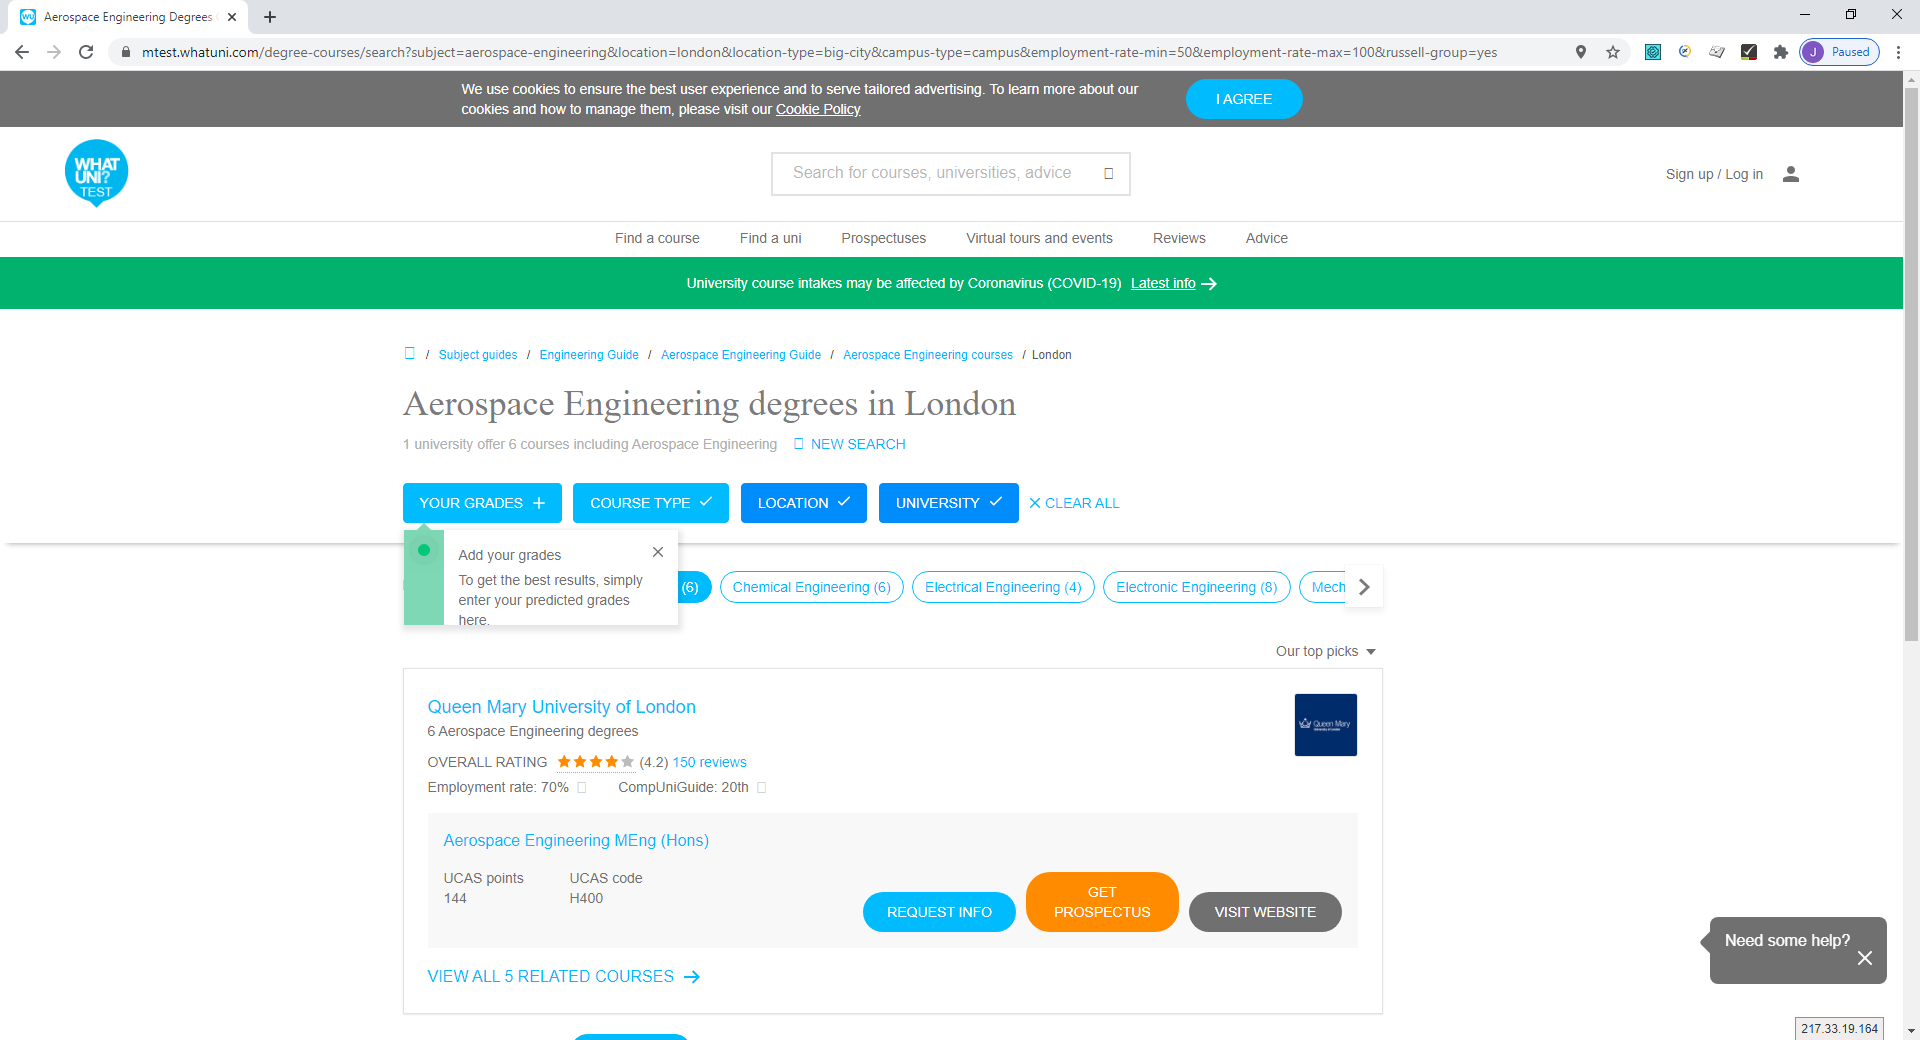 Aerospace Engineering Degrees
mtest.whatuni.com/degree-courses/search?subject=aerospace-engineering&location=london&location-type=big-city&campus-type=campus&employment-rate-min=50&employment-rate-max=100&russell-group=yes
J Paused
We use cookies to ensure the best user experience and to serve tailored advertising. To learn more about our
cookies and how to manage them, please visit our Cookie Policy
I AGREE
WHAT
UNI?
TEST
Search for courses, universities, advice
Sign up / Log in
Find a course Find a uni Prospectuses Virtual tours and events Reviews Advice
University course intakes may be affected by Coronavirus (COVID-19) Latest info
/ Subject guides / Engineering Guide / Aerospace Engineering Guide / Aerospace Engineering courses / London
Aerospace Engineering degrees in London
1 university offer 6 courses including Aerospace Engineering NEW SEARCH
YOUR GRADES COURSE TYPE LOCATION UNIVERSITY CLEAR ALL
Add your grades
To get the best results, simply
enter your predicted grades
here.
(6) Chemical Engineering (6) Electrical Engineering (4) Electronic Engineering (8) Mech
Our top picks
Queen Mary University of London
6 Aerospace Engineering degrees
OVERALL RATING (4.2) 150 reviews
Employment rate: 70% CompUniGuide: 20th
Queen Mary
University of London
Aerospace Engineering MEng (Hons)
UCAS points UCAS code
144 H400
REQUEST INFO
GET
PROSPECTUS
VISIT WEBSITE
VIEW ALL 5 RELATED COURSES
Need some help?
217.33.19.164